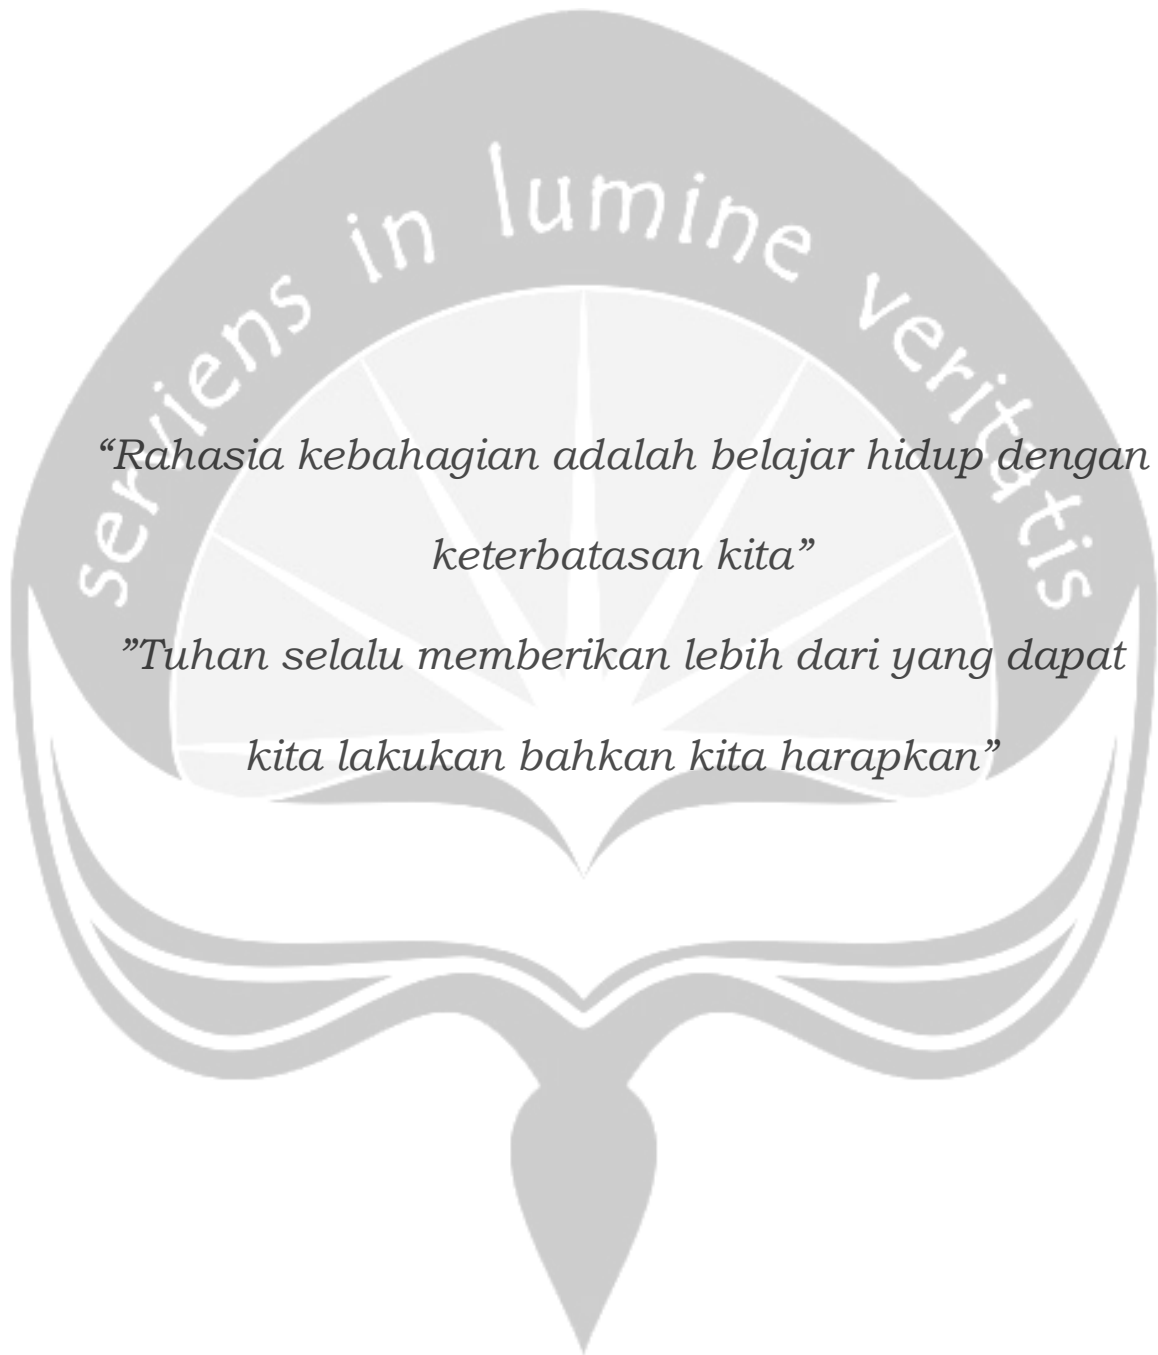 serviens in lumine veritatis
“Rahasia kebahagian adalah belajar hidup dengan
keterbatasan kita”
”Tuhan selalu memberikan lebih dari yang dapat
kita lakukan bahkan kita harapkan”